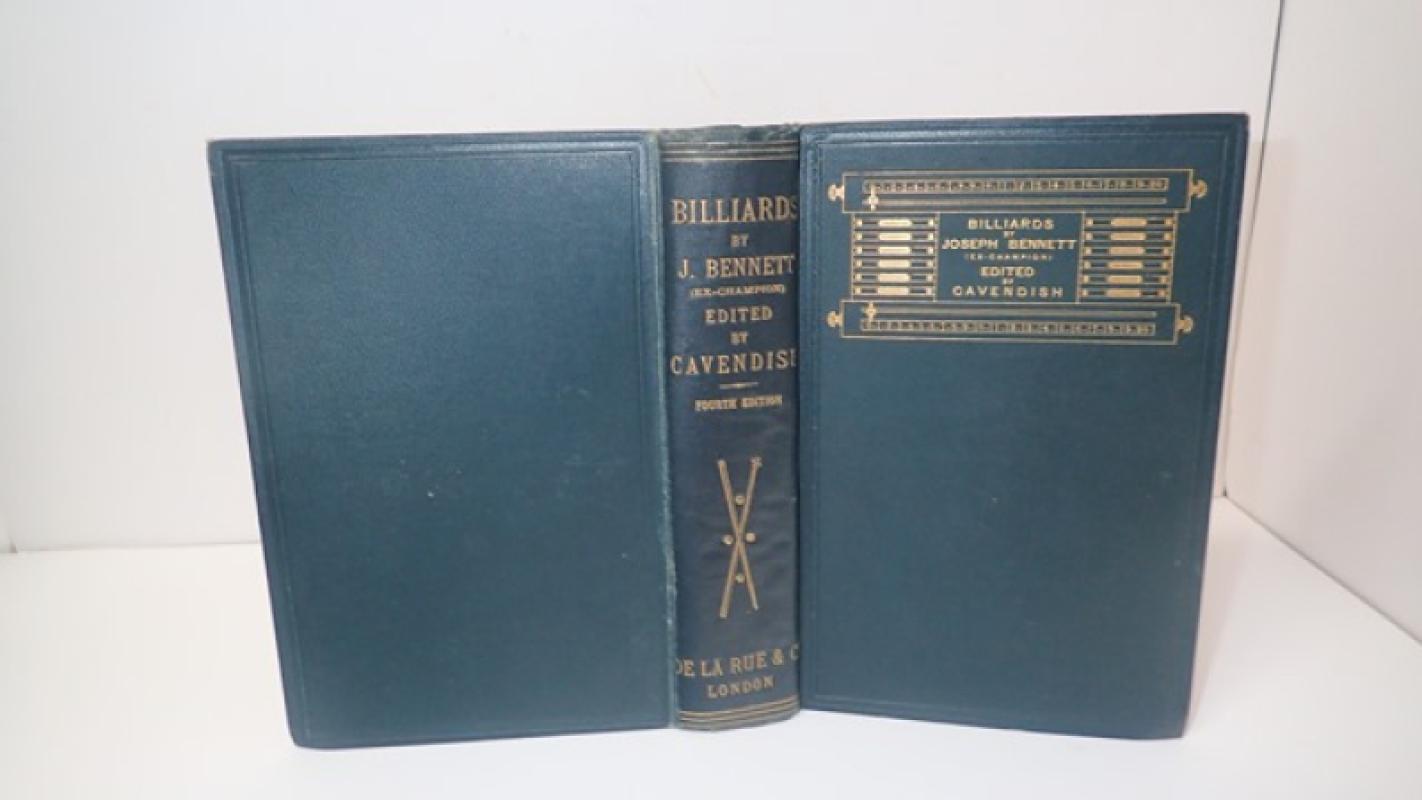 BILLIARDS
BY
J. BENNETT
(EX-CHAMPION)
EDITED
BY
CAVENDISH
FOURTH EDITION
DE LA RUE & C
LONDON
BILLIARDS
BY
JOSEPH BENNETT
(EX-CHAMPION)
EDITED
BY
CAVENDISH